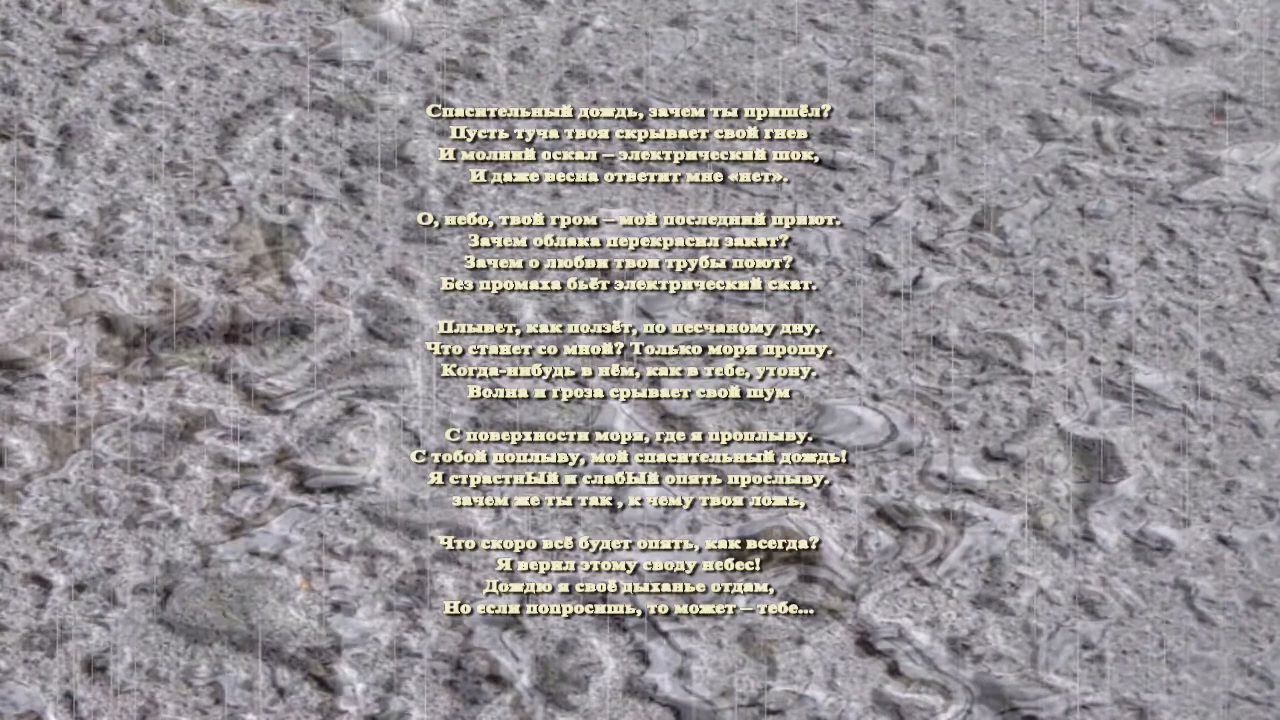 Спасительный дождь, зачем ты пришёл?
Пусть туча твоя скрывает свой гнев
И молний оскал – электрический шок,
И даже весна ответит мне «нет».
О, небо, твой гром – мой последний приют.
Зачем облака перекрасил закат?
Зачем о любви твои трубы поют?
Без промаха бьёт электрический скат.
Плывет, как ползёт, по песчаному дну.
Что станет со мной? Только моря прошу.
Когда-нибудь в нём, как в тебе, утону.
Волна и гроза срывает свой шум
С поверхности моря, где я проплыву.
С тобой поплыву, мой спасительный дождь!
Я страстнЫй и слабЫй опять прослыву.
зачем же ты так , к чему твоя ложь,
Что скоро всё будет опять, как всегда?
Я верил этому своду небес!
Дождю я своё дыханье отдам,
Но если попросишь, то может – тебе...